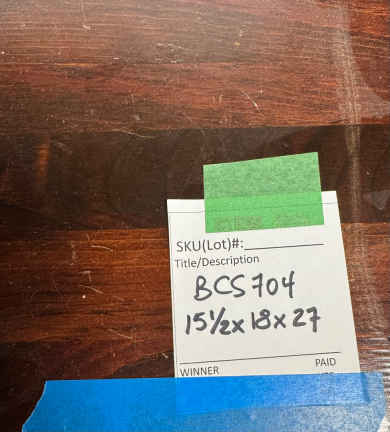 SKU(Lot)#:
Title/Description
BCS704
15½x18x27
WINNER PAID